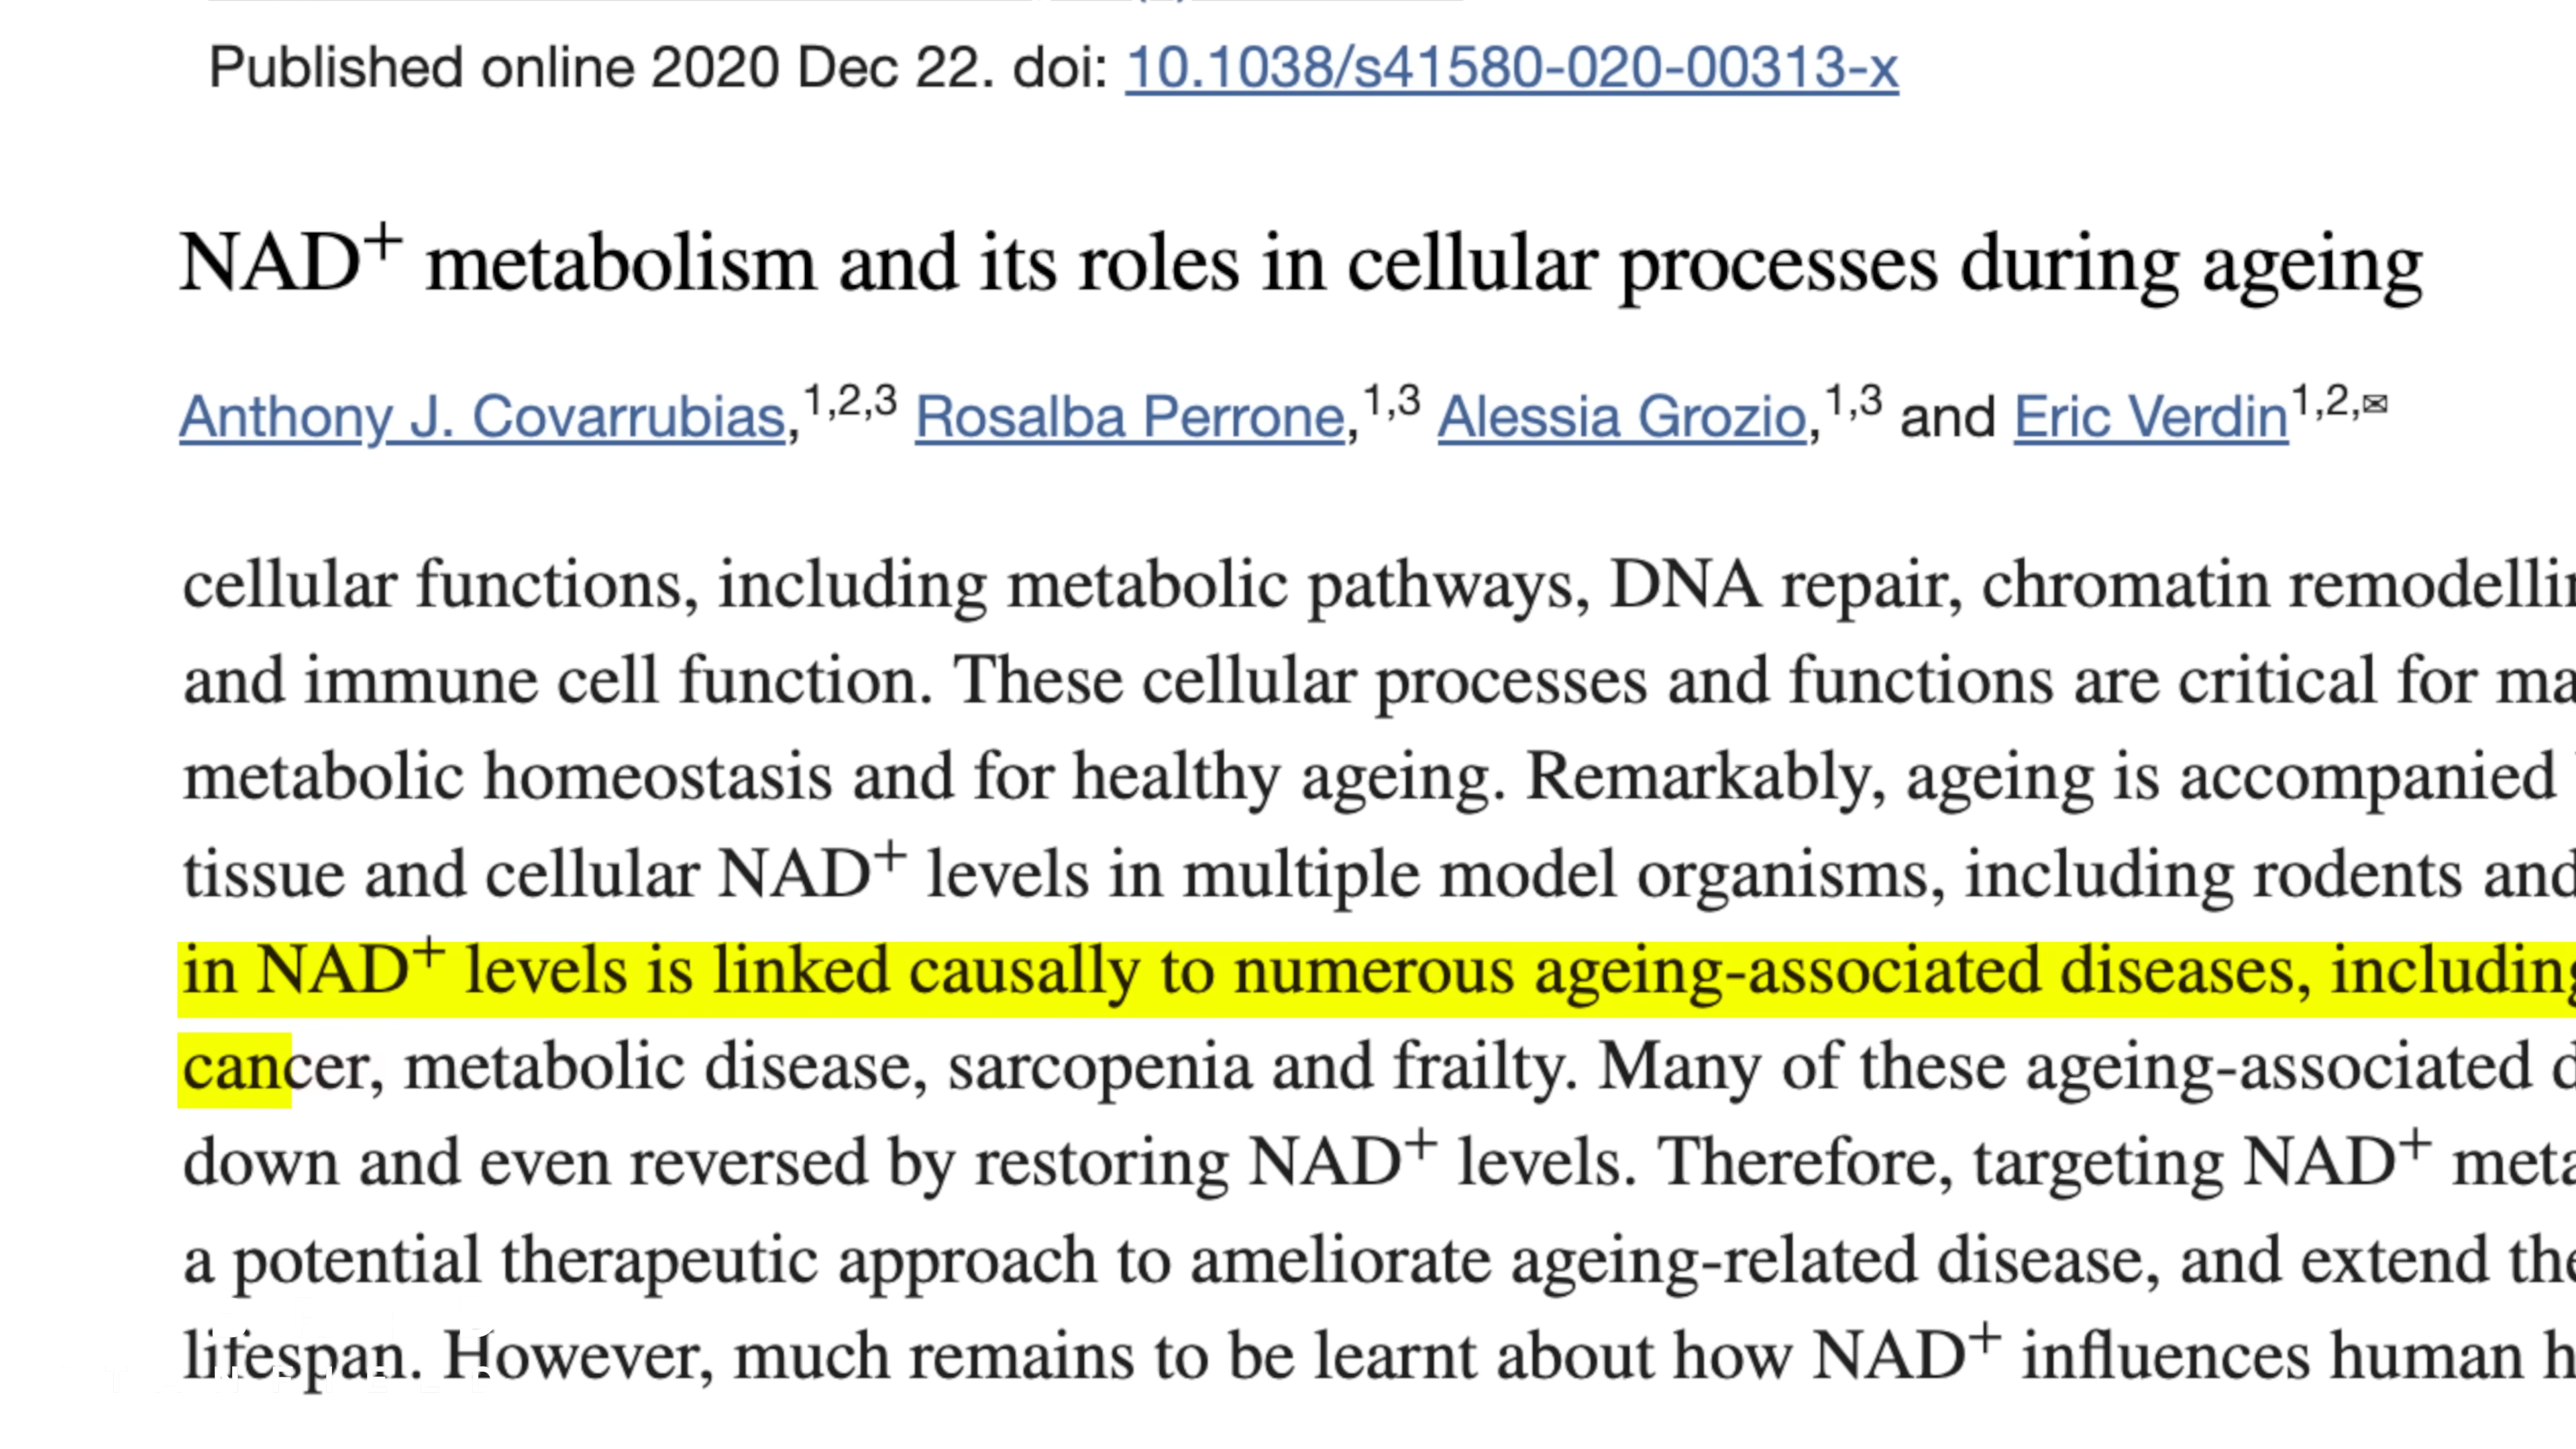 Published online 2020 Dec 22. doi: 10.1038/s41580-020-00313-x
NAD+ metabolism and its roles in cellular processes during ageing
Anthony J. Covarrubias,1,2,3 Rosalba Perrone,1,3 Alessia Grozio,1,3 and Eric Verdin1,2,✉
cellular functions, including metabolic pathways, DNA repair, chromatin
and immune cell function. These cellular processes and functions are critical for
metabolic homeostasis and for healthy ageing. Remarkably, ageing is accompanied
tissue and cellular NAD+ levels in multiple model organisms, including rodents and
in NAD+ levels is linked causally to numerous ageing-associated diseases, including
cancer, metabolic disease, sarcopenia and frailty. Many of these ageing-associated
down and even reversed by restoring NAD+ levels. Therefore, targeting NAD+
a potential therapeutic approach to ameliorate ageing-related disease, and extend the
lifespan. However, much remains to be learnt about how NAD+ influences human